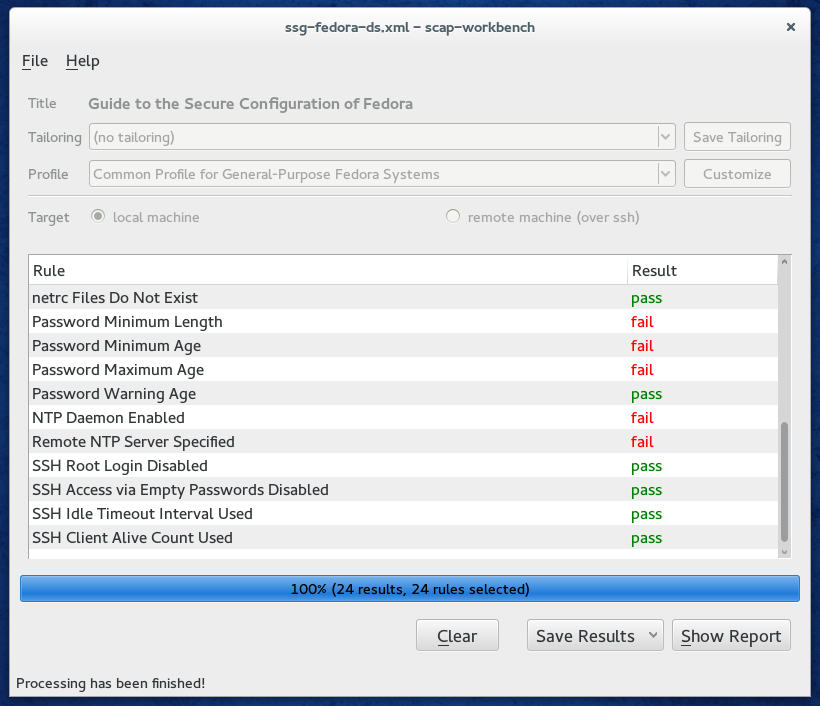 ssg-fedora-ds.xml - scap-workbench
File Help
Title Guide to the Secure Configuration of Fedora
Tailoring (no tailoring) Save Tailoring
Profile Common Profile for General-Purpose Fedora Systems Customize
Target local machine remote machine (over ssh)
Rule Result
netrc Files Do Not Exist pass
Password Minimum Length fail
Password Minimum Age fail
Password Maximum Age fail
Password Warning Age pass
NTP Daemon Enabled fail
Remote NTP Server Specified fail
SSH Root Login Disabled pass
SSH Access via Empty Passwords Disabled pass
SSH Idle Timeout Interval Used pass
SSH Client Alive Count Used pass
100% (24 results, 24 rules selected)
Clear Save Results Show Report
Processing has been finished!